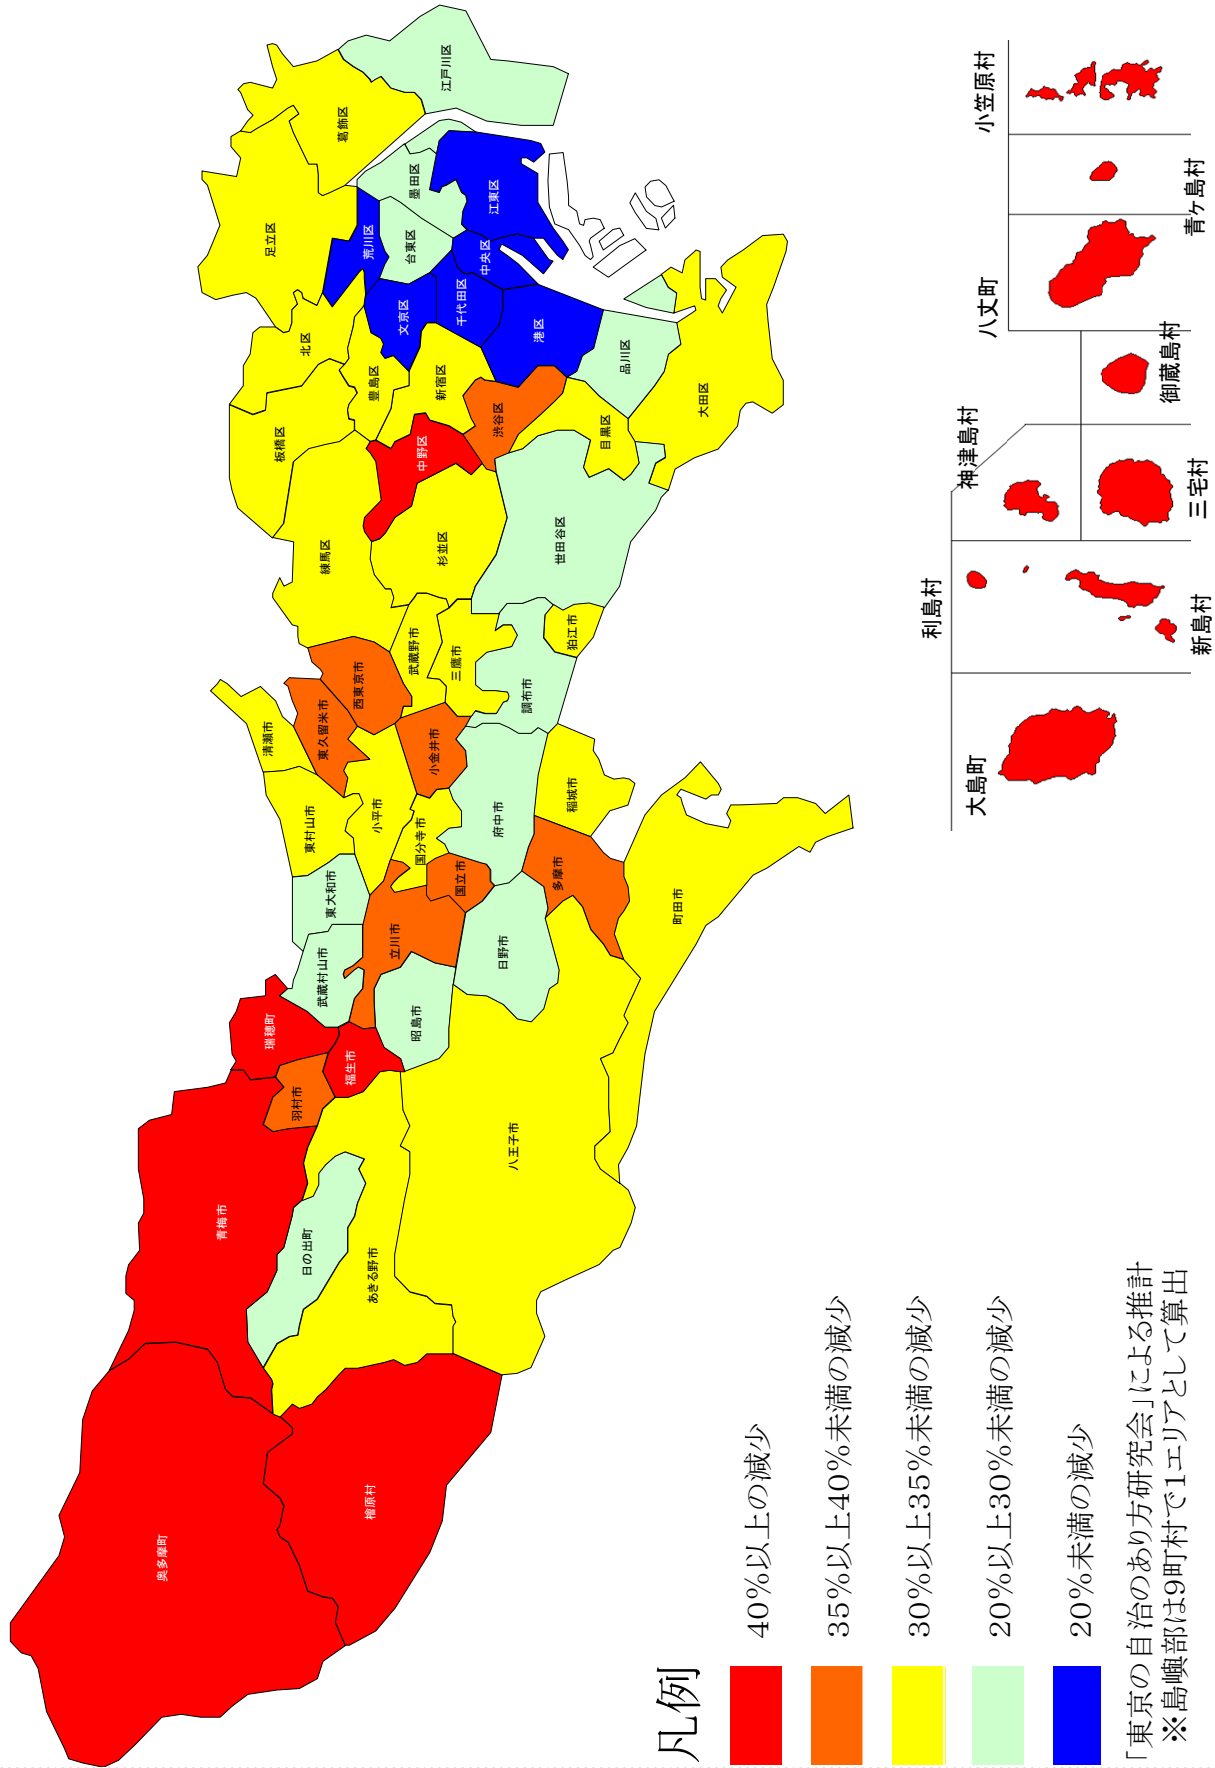 奥多摩町
檜原村
青梅市
日の出町
あきる野市
八王子市
羽村市
瑞穂町
福生市
武蔵村山市
昭島市
東大和市
立川市
日野市
町田市
東村山市
小平市
国分寺市
国立市
府中市
多摩市
稲城市
清瀬市
東久留米市
西東京市
小金井市
武蔵野市
三鷹市
調布市
狛江市
練馬区
杉並区
世田谷区
板橋区
中野区
渋谷区
目黒区
大田区
北区
豊島区
新宿区
品川区
足立区
荒川区
文京区
千代田区
港区
台東区
中央区
葛飾区
墨田区
江東区
江戸川区
大島町
利島村
新島村
神津島村
三宅村
御蔵島村
八丈町
青ヶ島村
小笠原村
凡例
40%以上の減少
35%以上40%未満の減少
30%以上35%未満の減少
20%以上30%未満の減少
20%未満の減少
「東京の自治のあり方研究会」による推計
※島嶼部は9町村で1エリアとして算出